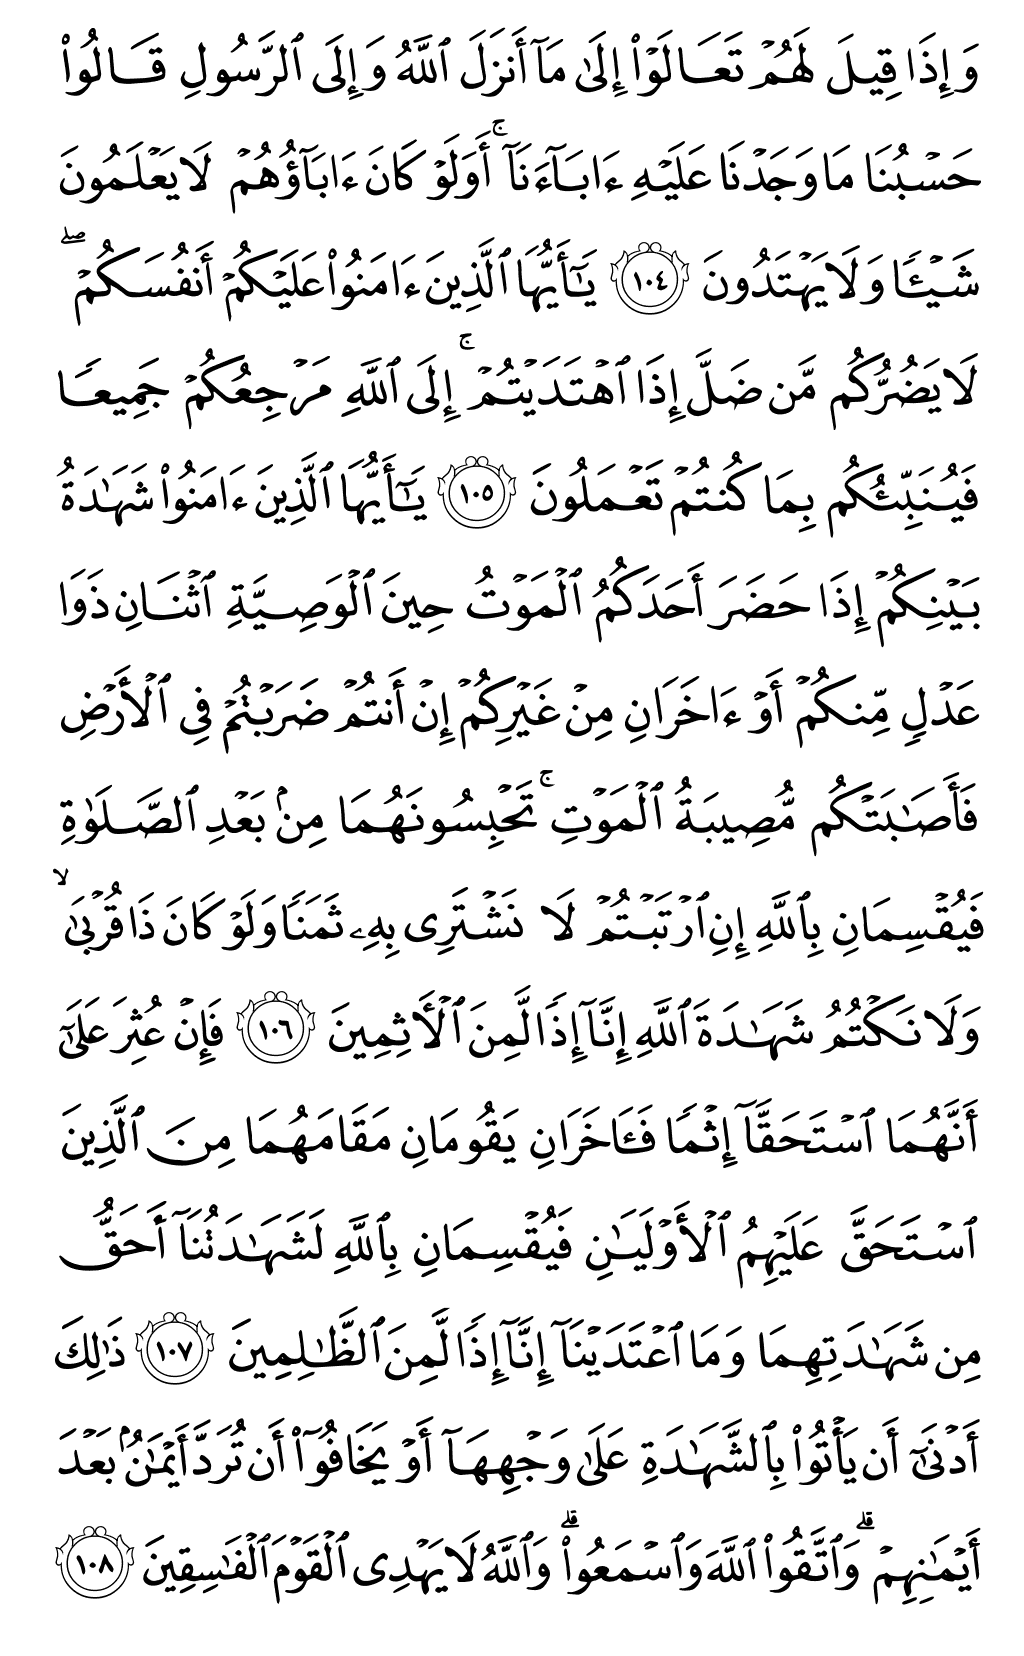 وَإِذَا قِيلَ لَهُمۡ تَعَالَوۡاْ إِلَىٰ مَآ أَنزَلَ ٱللَّهُ وَإِلَى ٱلرَّسُولِ قَالُواْ
حَسۡبُنَا مَا وَجَدۡنَا عَلَيۡهِ ءَابَآءَنَآۚ أَوَلَوۡ كَانَ ءَابَآؤُهُمۡ لَا يَعۡلَمُونَ
شَيۡـٔٗا وَلَا يَهۡتَدُونَ ١٠٤ يَٰٓأَيُّهَا ٱلَّذِينَ ءَامَنُواْ عَلَيۡكُمۡ أَنفُسَكُمۡۖ
لَا يَضُرُّكُم مَّن ضَلَّ إِذَا ٱهۡتَدَيۡتُمۡۚ إِلَى ٱللَّهِ مَرۡجِعُكُمۡ جَمِيعٗا
فَيُنَبِّئُكُم بِمَا كُنتُمۡ تَعۡمَلُونَ ١٠٥ يَٰٓأَيُّهَا ٱلَّذِينَ ءَامَنُواْ شَهَٰدَةُ
بَيۡنِكُمۡ إِذَا حَضَرَ أَحَدَكُمُ ٱلۡمَوۡتُ حِينَ ٱلۡوَصِيَّةِ ٱثۡنَانِ ذَوَا
عَدۡلٖ مِّنكُمۡ أَوۡ ءَاخَرَانِ مِنۡ غَيۡرِكُمۡ إِنۡ أَنتُمۡ ضَرَبۡتُمۡ فِي ٱلۡأَرۡضِ
فَأَصَٰبَتۡكُم مُّصِيبَةُ ٱلۡمَوۡتِۚ تَحۡبِسُونَهُمَا مِنۢ بَعۡدِ ٱلصَّلَوٰةِ
فَيُقۡسِمَانِ بِٱللَّهِ إِنِ ٱرۡتَبۡتُمۡ لَا نَشۡتَرِي بِهِۦ ثَمَنٗا وَلَوۡ كَانَ ذَا قُرۡبَىٰ ۙ
وَلَا نَكۡتُمُ شَهَٰدَةَ ٱللَّهِ إِنَّآ إِذٗا لَّمِنَ ٱلۡأٓثِمِينَ ١٠٦ فَإِنۡ عُثِرَ عَلَىٰٓ
أَنَّهُمَا ٱسۡتَحَقَّآ إِثۡمٗا فَـَٔاخَرَانِ يَقُومَانِ مَقَامَهُمَا مِنَ ٱلَّذِينَ
ٱسۡتَحَقَّ عَلَيۡهِمُ ٱلۡأَوۡلَيَٰنِ فَيُقۡسِمَانِ بِٱللَّهِ لَشَهَٰدَتُنَآ أَحَقُّ
مِن شَهَٰدَتِهِمَا وَمَا ٱعۡتَدَيۡنَآ إِنَّآ إِذٗا لَّمِنَ ٱلظَّٰلِمِينَ ١٠٧ ذَٰلِكَ
أَدۡنَىٰٓ أَن يَأۡتُواْ بِٱلشَّهَٰدَةِ عَلَىٰ وَجۡهِهَآ أَوۡ يَخَافُوٓاْ أَن تُرَدَّ أَيۡمَٰنُۢ بَعۡدَ
أَيۡمَٰنِهِمۡۗ وَٱتَّقُواْ ٱللَّهَ وَٱسۡمَعُواْۗ وَٱللَّهُ لَا يَهۡدِي ٱلۡقَوۡمَ ٱلۡفَٰسِقِينَ ١٠٨